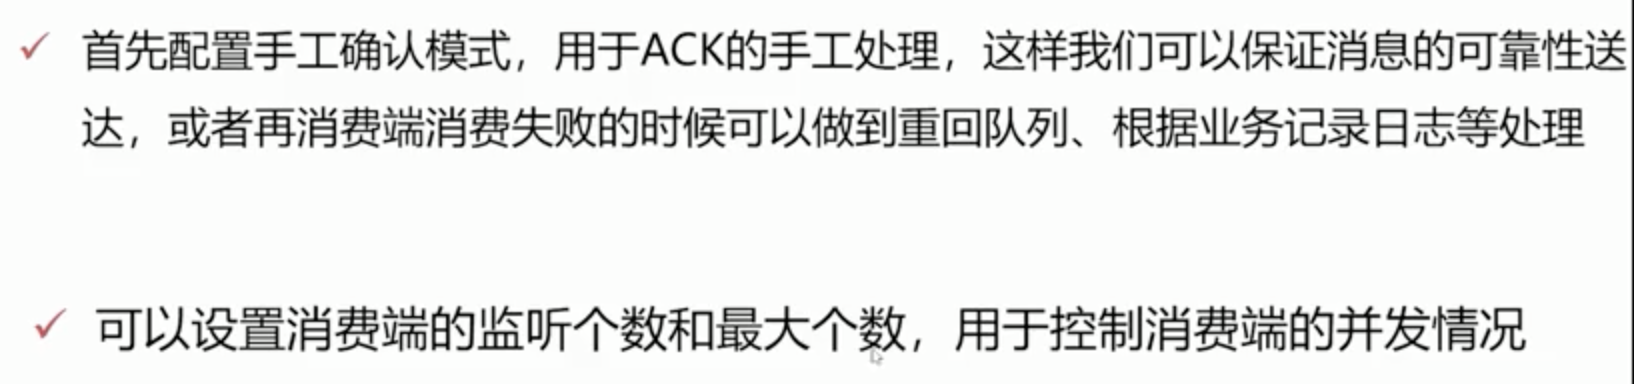 ✓ 首先配置手工确认模式，用于ACK的手工处理，这样我们可以保证消息的可靠性送
达，或者再消费端消费失败的时候可以做到重回队列、根据业务记录日志等处理
✓ 可以设置消费端的监听个数和最大个数，用于控制消费端的并发情况